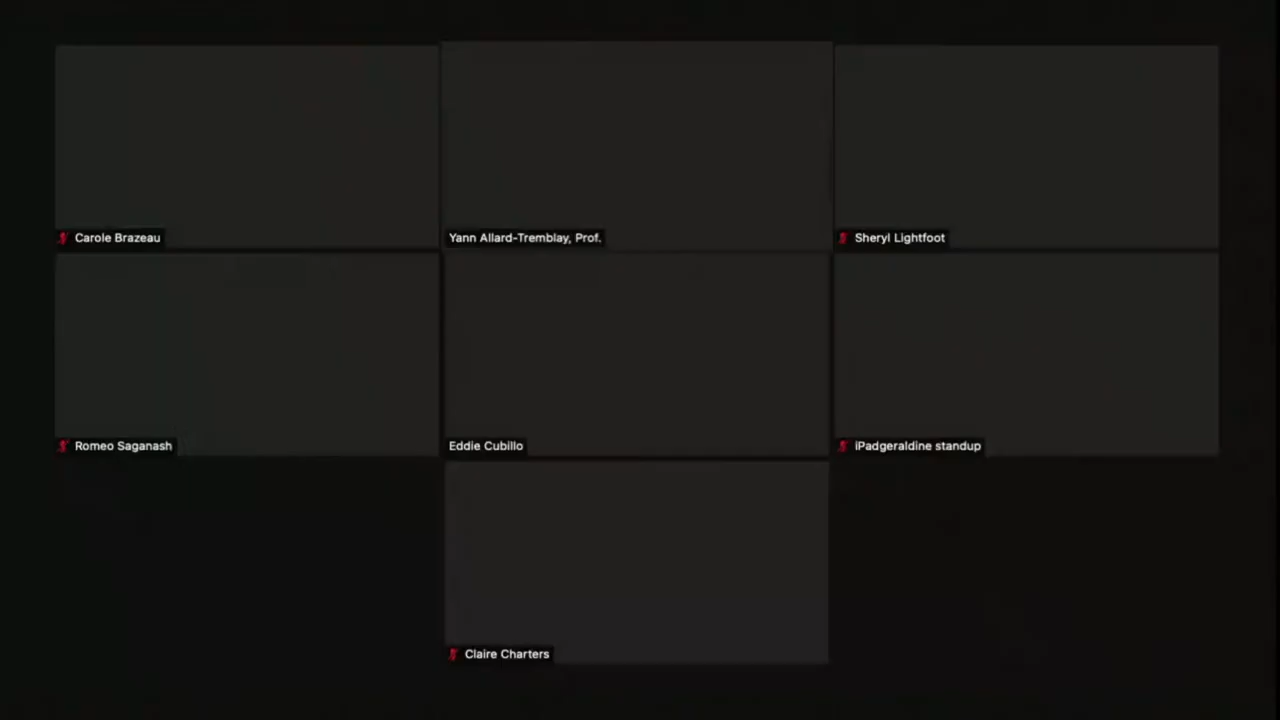 Carole Brazeau
Yann Allard-Tremblay, Prof.
Sheryl Lightfoot
Romeo Saganash
Eddie Cubillo
iPadgeraldine standup
Claire Charters